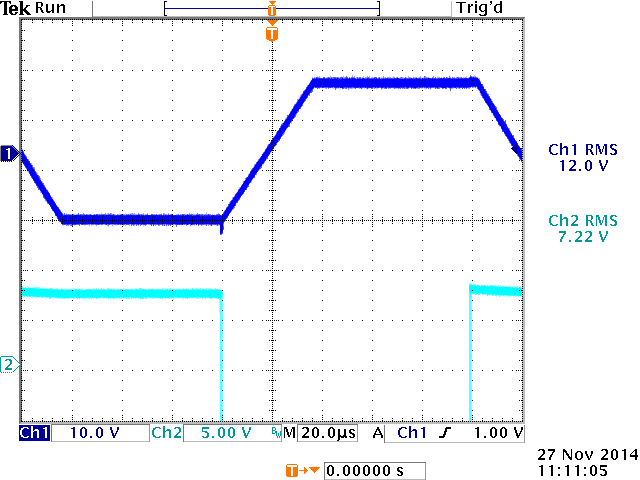 Tek Run Trig'd
T
T
1
Ch1 RMS
12.0 V
Ch2 RMS
7.22 V
2
Ch1 10.0 V Ch2 5.00 V BW M 20.0µs A Ch1 1.00 V
27 Nov 2014
11:11:05
T 0.00000 s